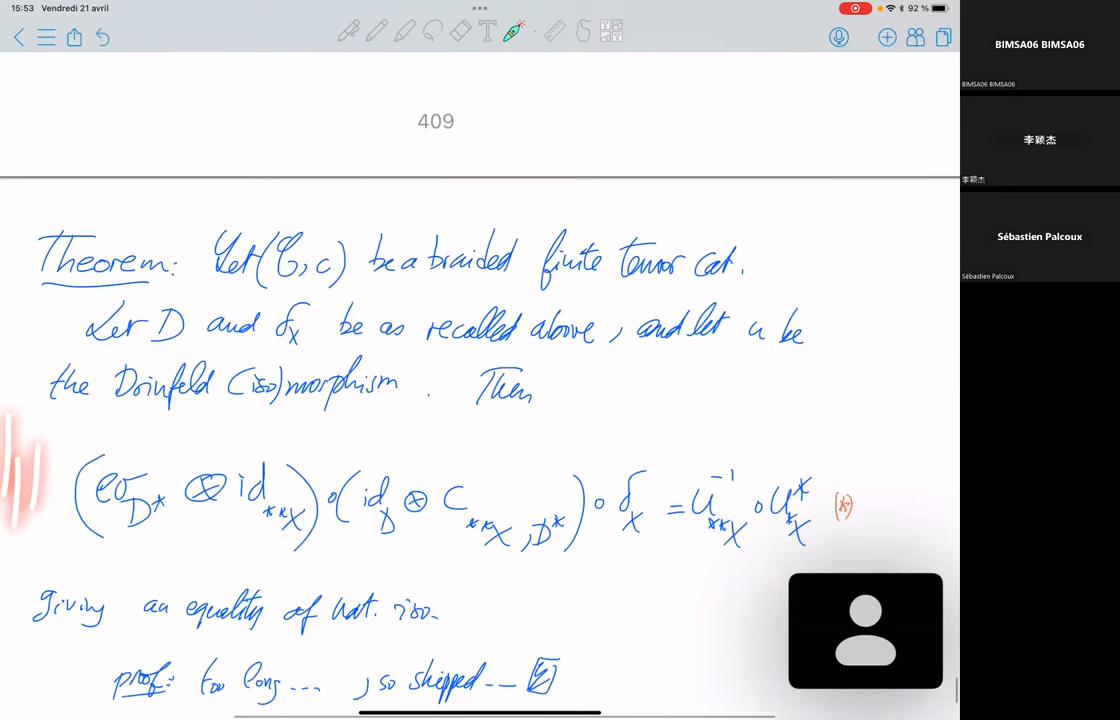 15:53 Vendredi 21 avril
92 %
409
Theorem: Let (C, c) be a braided finite tensor cat.
Let D and δ_X be as recalled above, and let u be
the Drinfeld (iso)morphism. Then
(ev_{D*} ⊗ id_{**X}) ∘ (id_D ⊗ c_{**X, D*}) ∘ δ_X = u^{-1}_{**X} ∘ u^*_{*X} (*)
giving an equality of nat. iso.
proof: too long ... , so skipped --
BIMSA06 BIMSA06
BIMSA06 BIMSA06
李颖杰
李颖杰
Sébastien Palcoux
Sébastien Palcoux